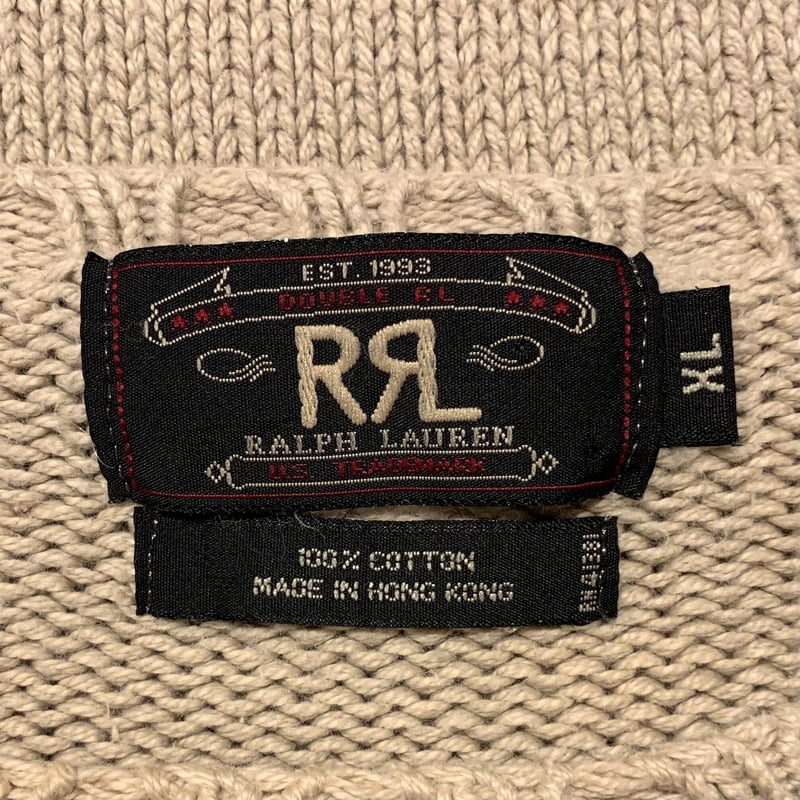 EST. 1993
DOUBLE RL
RRL
RALPH LAUREN
U.S. TRADEMARK
XL
100% COTTON
MADE IN HONG KONG